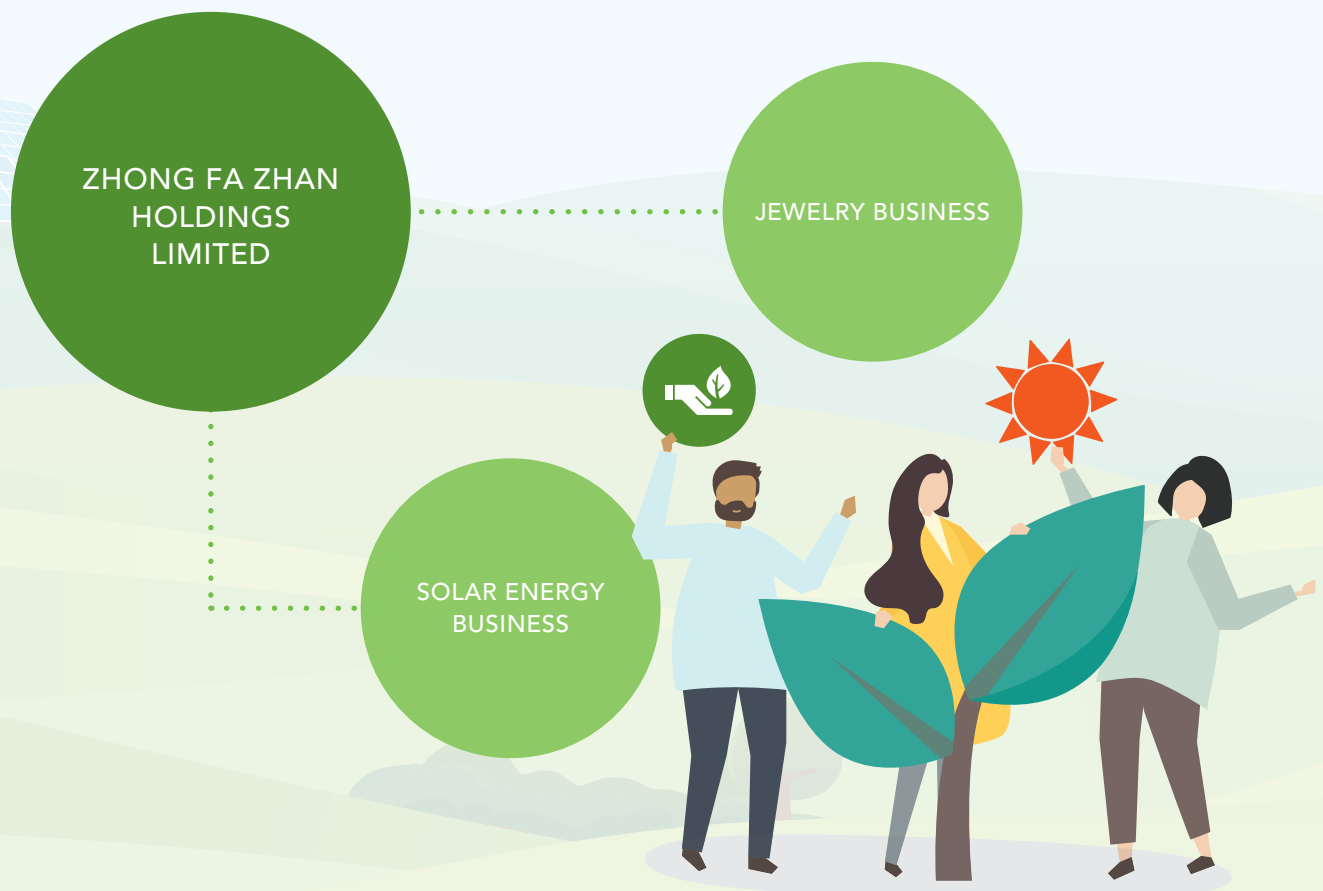 ZHONG FA ZHAN
HOLDINGS
LIMITED
JEWELRY BUSINESS
SOLAR ENERGY
BUSINESS